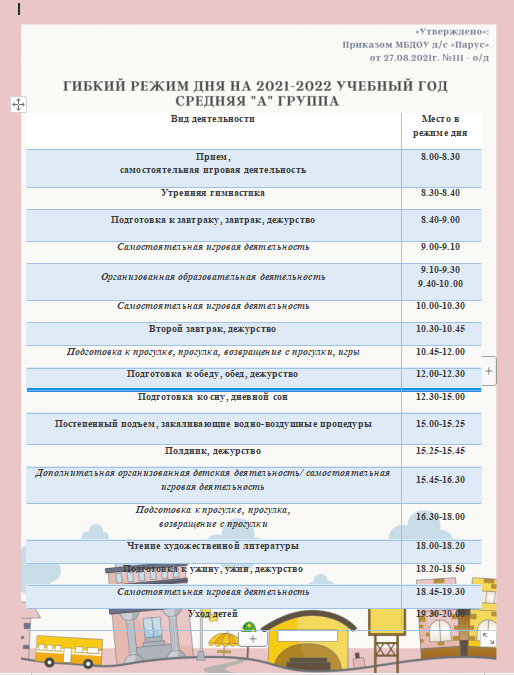 «Утверждено»:
Приказом МБДОУ д/с «Парус»
от 27.08.2021г. №111 - о/д
ГИБКИЙ РЕЖИМ ДНЯ НА 2021-2022 УЧЕБНЫЙ ГОД
СРЕДНЯЯ "А" ГРУППА
Вид деятельности Место в
режиме дня
Прием, 8.00-8.30
самостоятельная игровая деятельность
Утренняя гимнастика 8.30-8.40
Подготовка к завтраку, завтрак, дежурство 8.40-9.00
Самостоятельная игровая деятельность 9.00-9.10
Организованная образовательная деятельность 9.10-9.30
9.40-10.00
Самостоятельная игровая деятельность 10.00-10.30
Второй завтрак, дежурство 10.30-10.45
Подготовка к прогулке, прогулка, возвращение с прогулки, игры 10.45-12.00
Подготовка к обеду, обед, дежурство 12.00-12.30
Подготовка ко сну, дневной сон 12.30-15.00
Постепенный подъем, закаливающие водно-воздушные процедуры 15.00-15.25
Полдник, дежурство 15.25-15.45
Дополнительная организованная детская деятельность/ самостоятельная
игровая деятельность 15.45-16.30
Подготовка к прогулке, прогулка,
возвращение с прогулки 16.30-18.00
Чтение художественной литературы 18.00-18.20
Подготовка к ужину, ужин, дежурство 18.20-18.50
Самостоятельная игровая деятельность 18.45-19.30
Уход детей 19.30-20.00